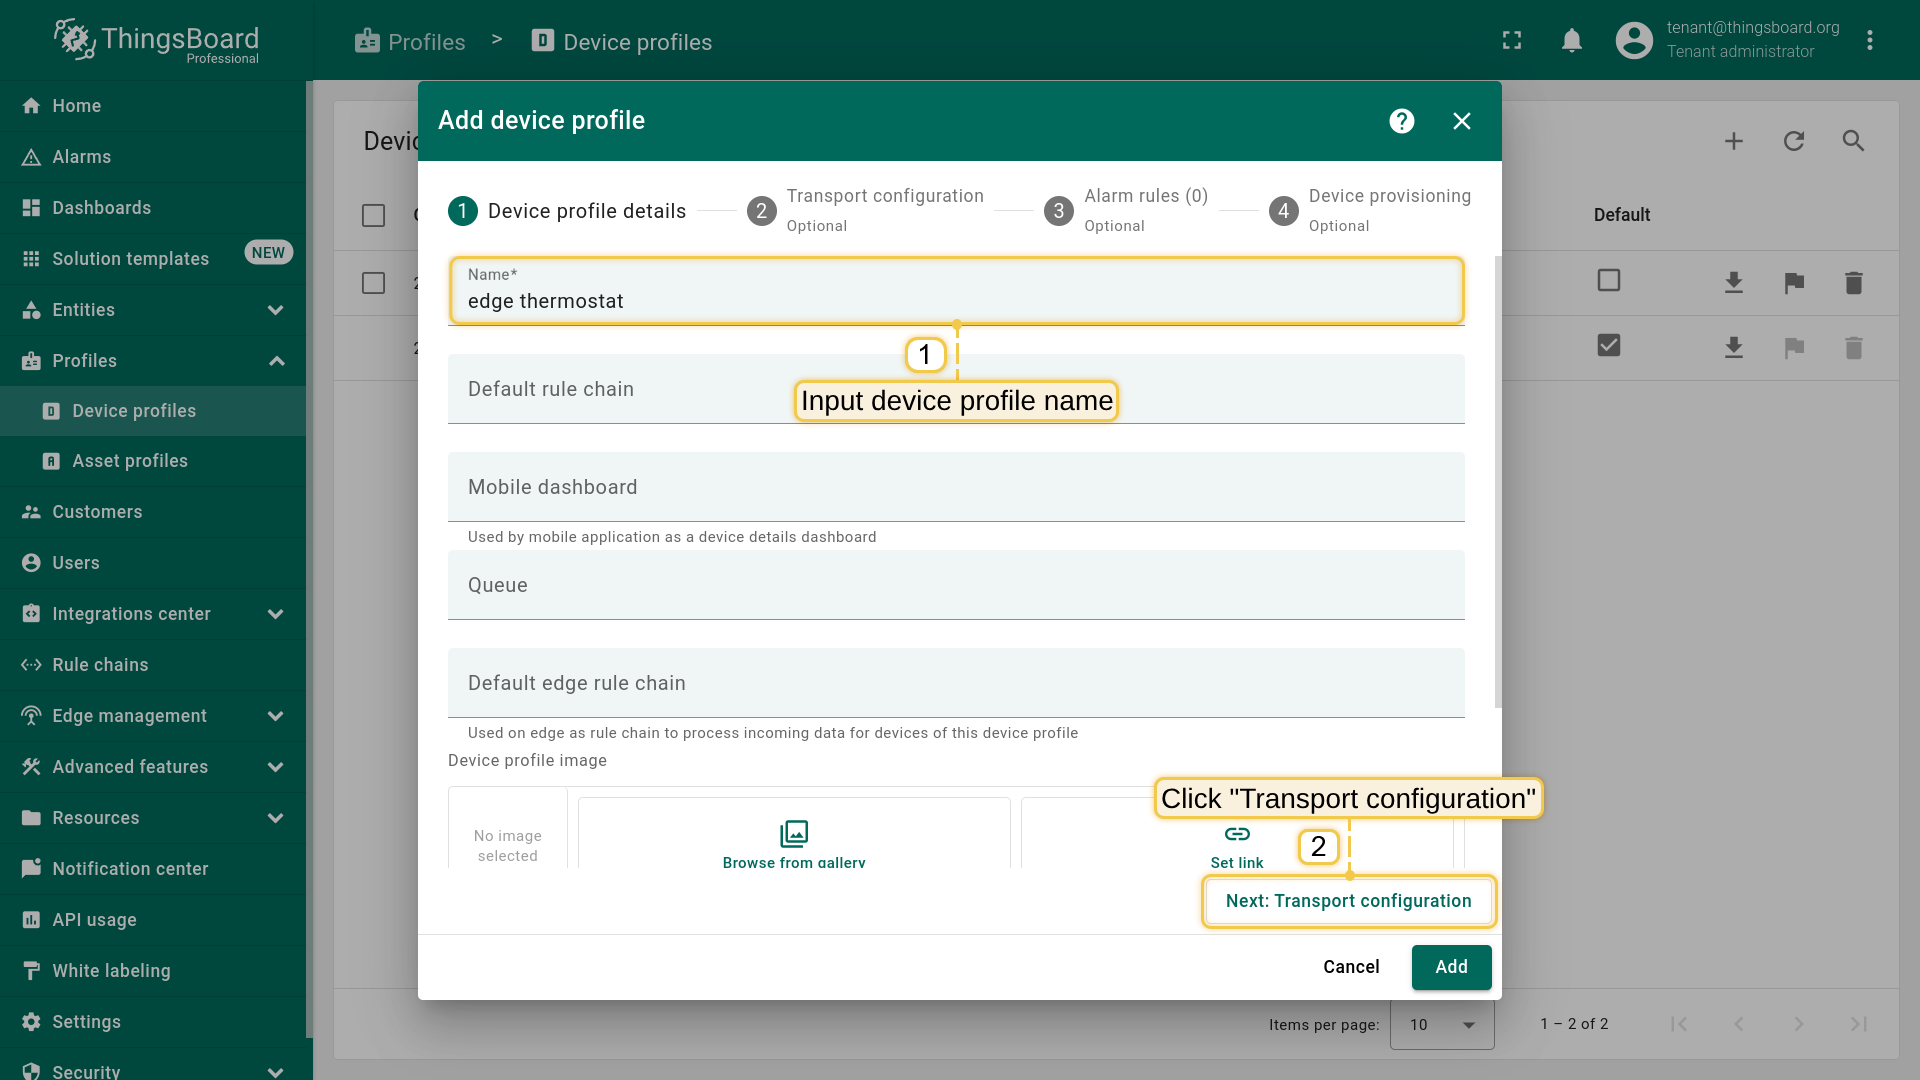 ThingsBoard
Professional
Profiles > Device profiles
tenant@thingsboard.org
Tenant administrator
Home
Alarms
Dashboards
Solution templates NEW
Entities
Profiles
Device profiles
Asset profiles
Customers
Users
Integrations center
Rule chains
Edge management
Advanced features
Resources
Notification center
API usage
White labeling
Settings
Security
Default
Add device profile
1 Device profile details
2 Transport configuration
Optional
3 Alarm rules (0)
Optional
4 Device provisioning
Optional
Name*
edge thermostat
1
Input device profile name
Default rule chain
Mobile dashboard
Used by mobile application as a device details dashboard
Queue
Default edge rule chain
Used on edge as rule chain to process incoming data for devices of this device profile
Device profile image
No image
selected
Browse from gallery
Set link
Click "Transport configuration"
2
Next: Transport configuration
Cancel
Add
Items per page: 10
1 – 2 of 2